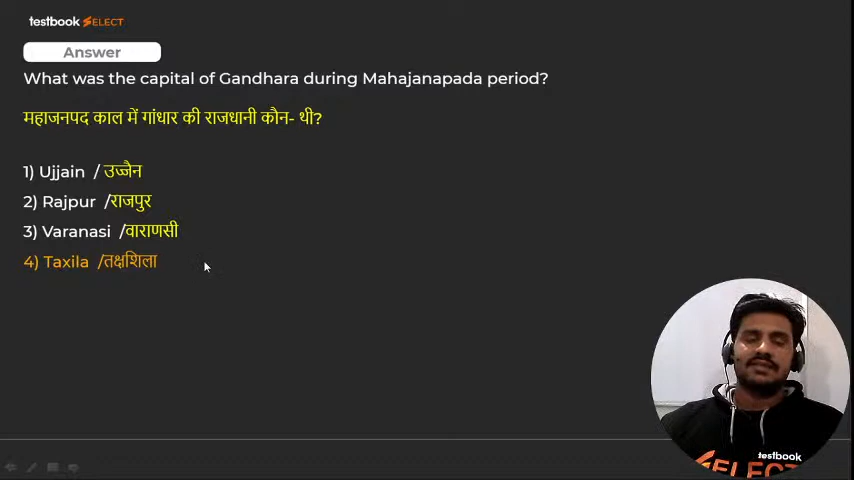 testbook SELECT
Answer
What was the capital of Gandhara during Mahajanapada period?
महाजनपद काल में गांधार की राजधानी कौन- थी?
1) Ujjain / उज्जैन
2) Rajpur /राजपुर
3) Varanasi /वाराणसी
4) Taxila /तक्षशिला
testbook
SELECT